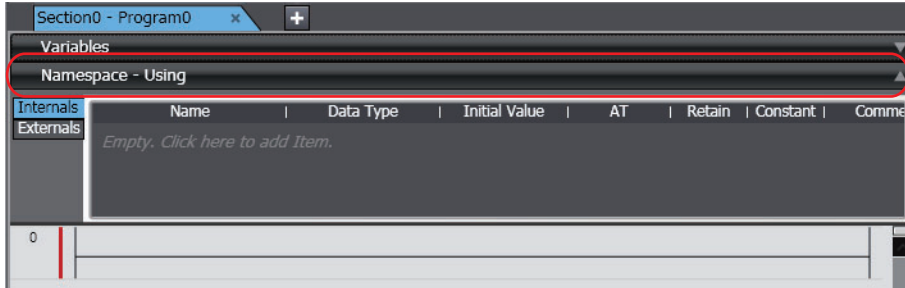 Section0 - Program0 × +
Variables
Namespace - Using
Internals Name | Data Type | Initial Value | AT | Retain | Constant | Comme
Externals
Empty. Click here to add Item.
0